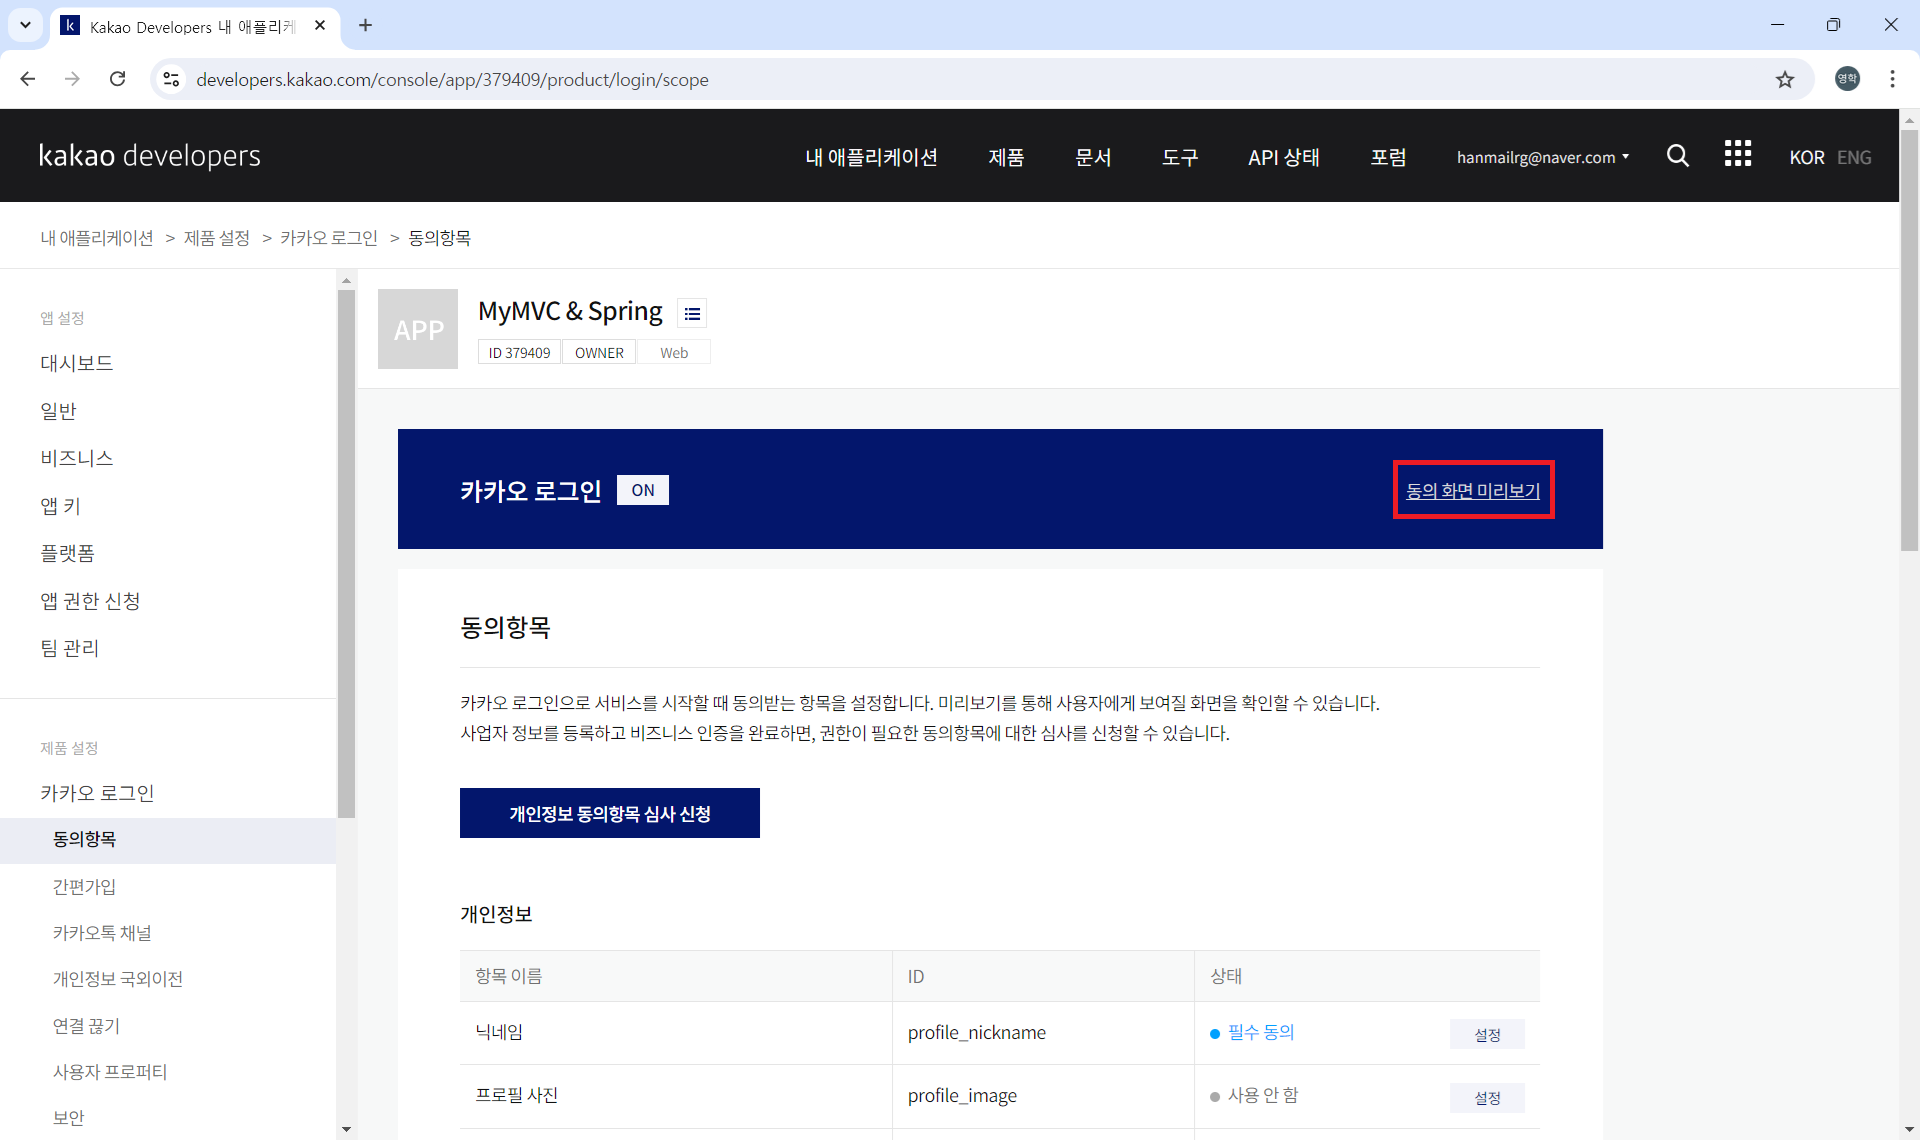 k Kakao Developers 내 애플리케
developers.kakao.com/console/app/379409/product/login/scope
영학
kakao developers
내 애플리케이션 제품 문서 도구 API 상태 포럼 hanmailrg@naver.com KOR ENG
내 애플리케이션 > 제품 설정 > 카카오 로그인 > 동의항목
앱 설정
대시보드
일반
비즈니스
앱 키
플랫폼
앱 권한 신청
팀 관리
제품 설정
카카오 로그인
동의항목
간편가입
카카오톡 채널
개인정보 국외이전
연결 끊기
사용자 프로퍼티
보안
APP
MyMVC & Spring
ID 379409 OWNER Web
카카오 로그인 ON 동의 화면 미리보기
동의항목
카카오 로그인으로 서비스를 시작할 때 동의받는 항목을 설정합니다. 미리보기를 통해 사용자에게 보여질 화면을 확인할 수 있습니다.
사업자 정보를 등록하고 비즈니스 인증을 완료하면, 권한이 필요한 동의항목에 대한 심사를 신청할 수 있습니다.
개인정보 동의항목 심사 신청
개인정보
항목 이름 ID 상태
닉네임 profile_nickname 필수 동의 설정
프로필 사진 profile_image 사용 안 함 설정